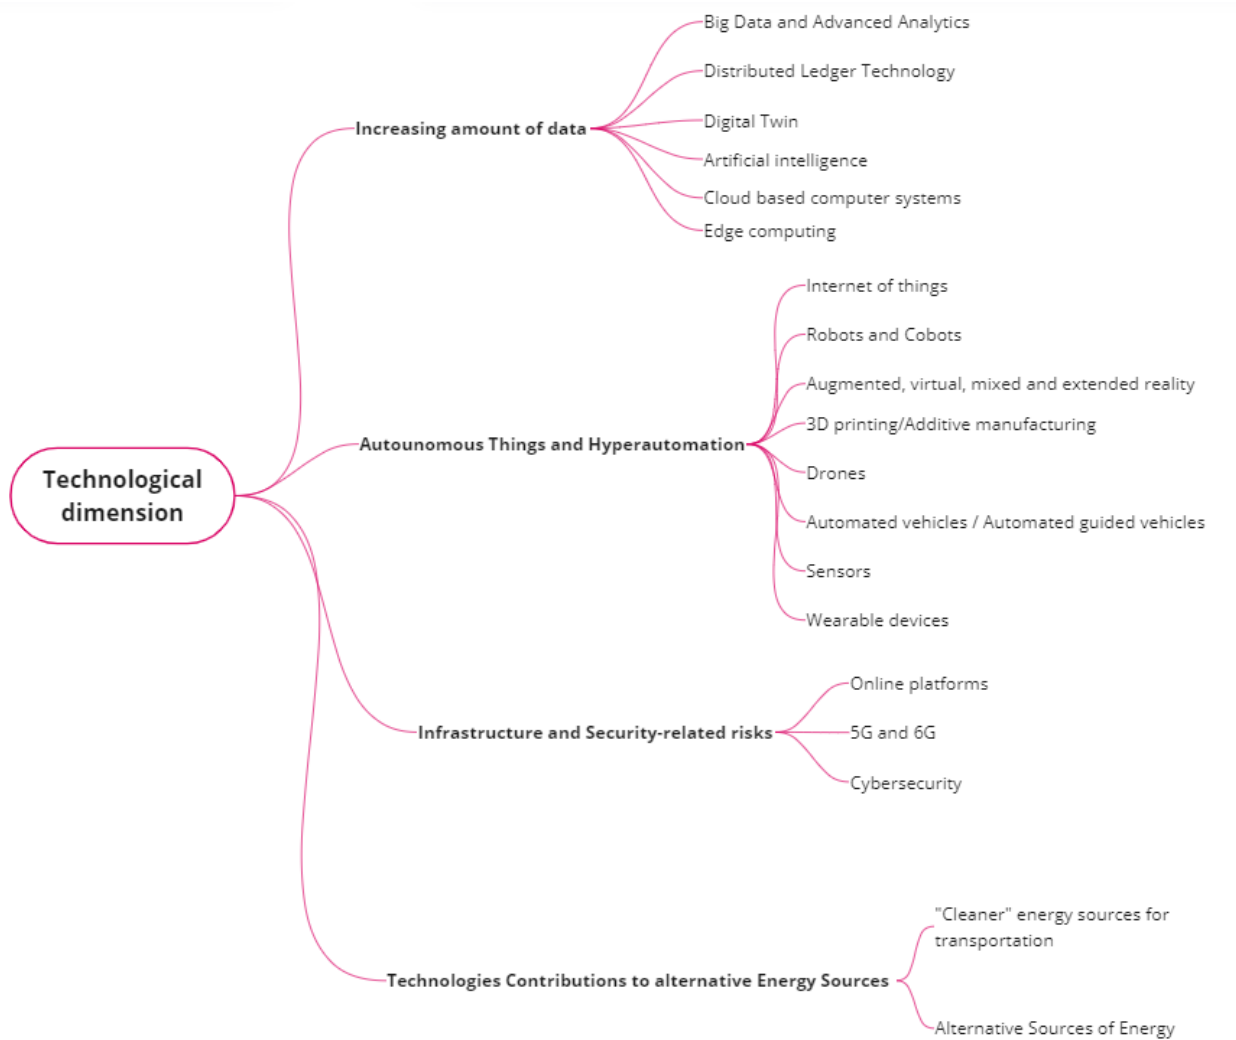 Technological
dimension
Increasing amount of data
Big Data and Advanced Analytics
Distributed Ledger Technology
Digital Twin
Artificial intelligence
Cloud based computer systems
Edge computing
Autounomous Things and Hyperautomation
Internet of things
Robots and Cobots
Augmented, virtual, mixed and extended reality
3D printing/Additive manufacturing
Drones
Automated vehicles / Automated guided vehicles
Sensors
Wearable devices
Infrastructure and Security-related risks
Online platforms
5G and 6G
Cybersecurity
Technologies Contributions to alternative Energy Sources
"Cleaner" energy sources for
transportation
Alternative Sources of Energy